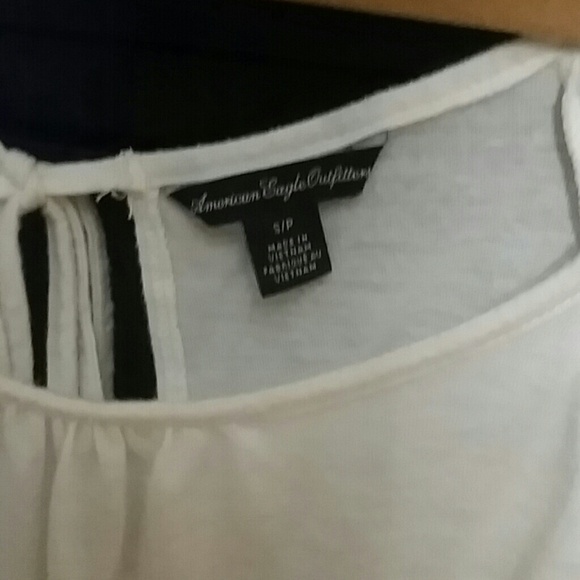 American Eagle Outfitters
S/P
MADE IN
VIETNAM
FABRIQUÉ AU
VIETNAM